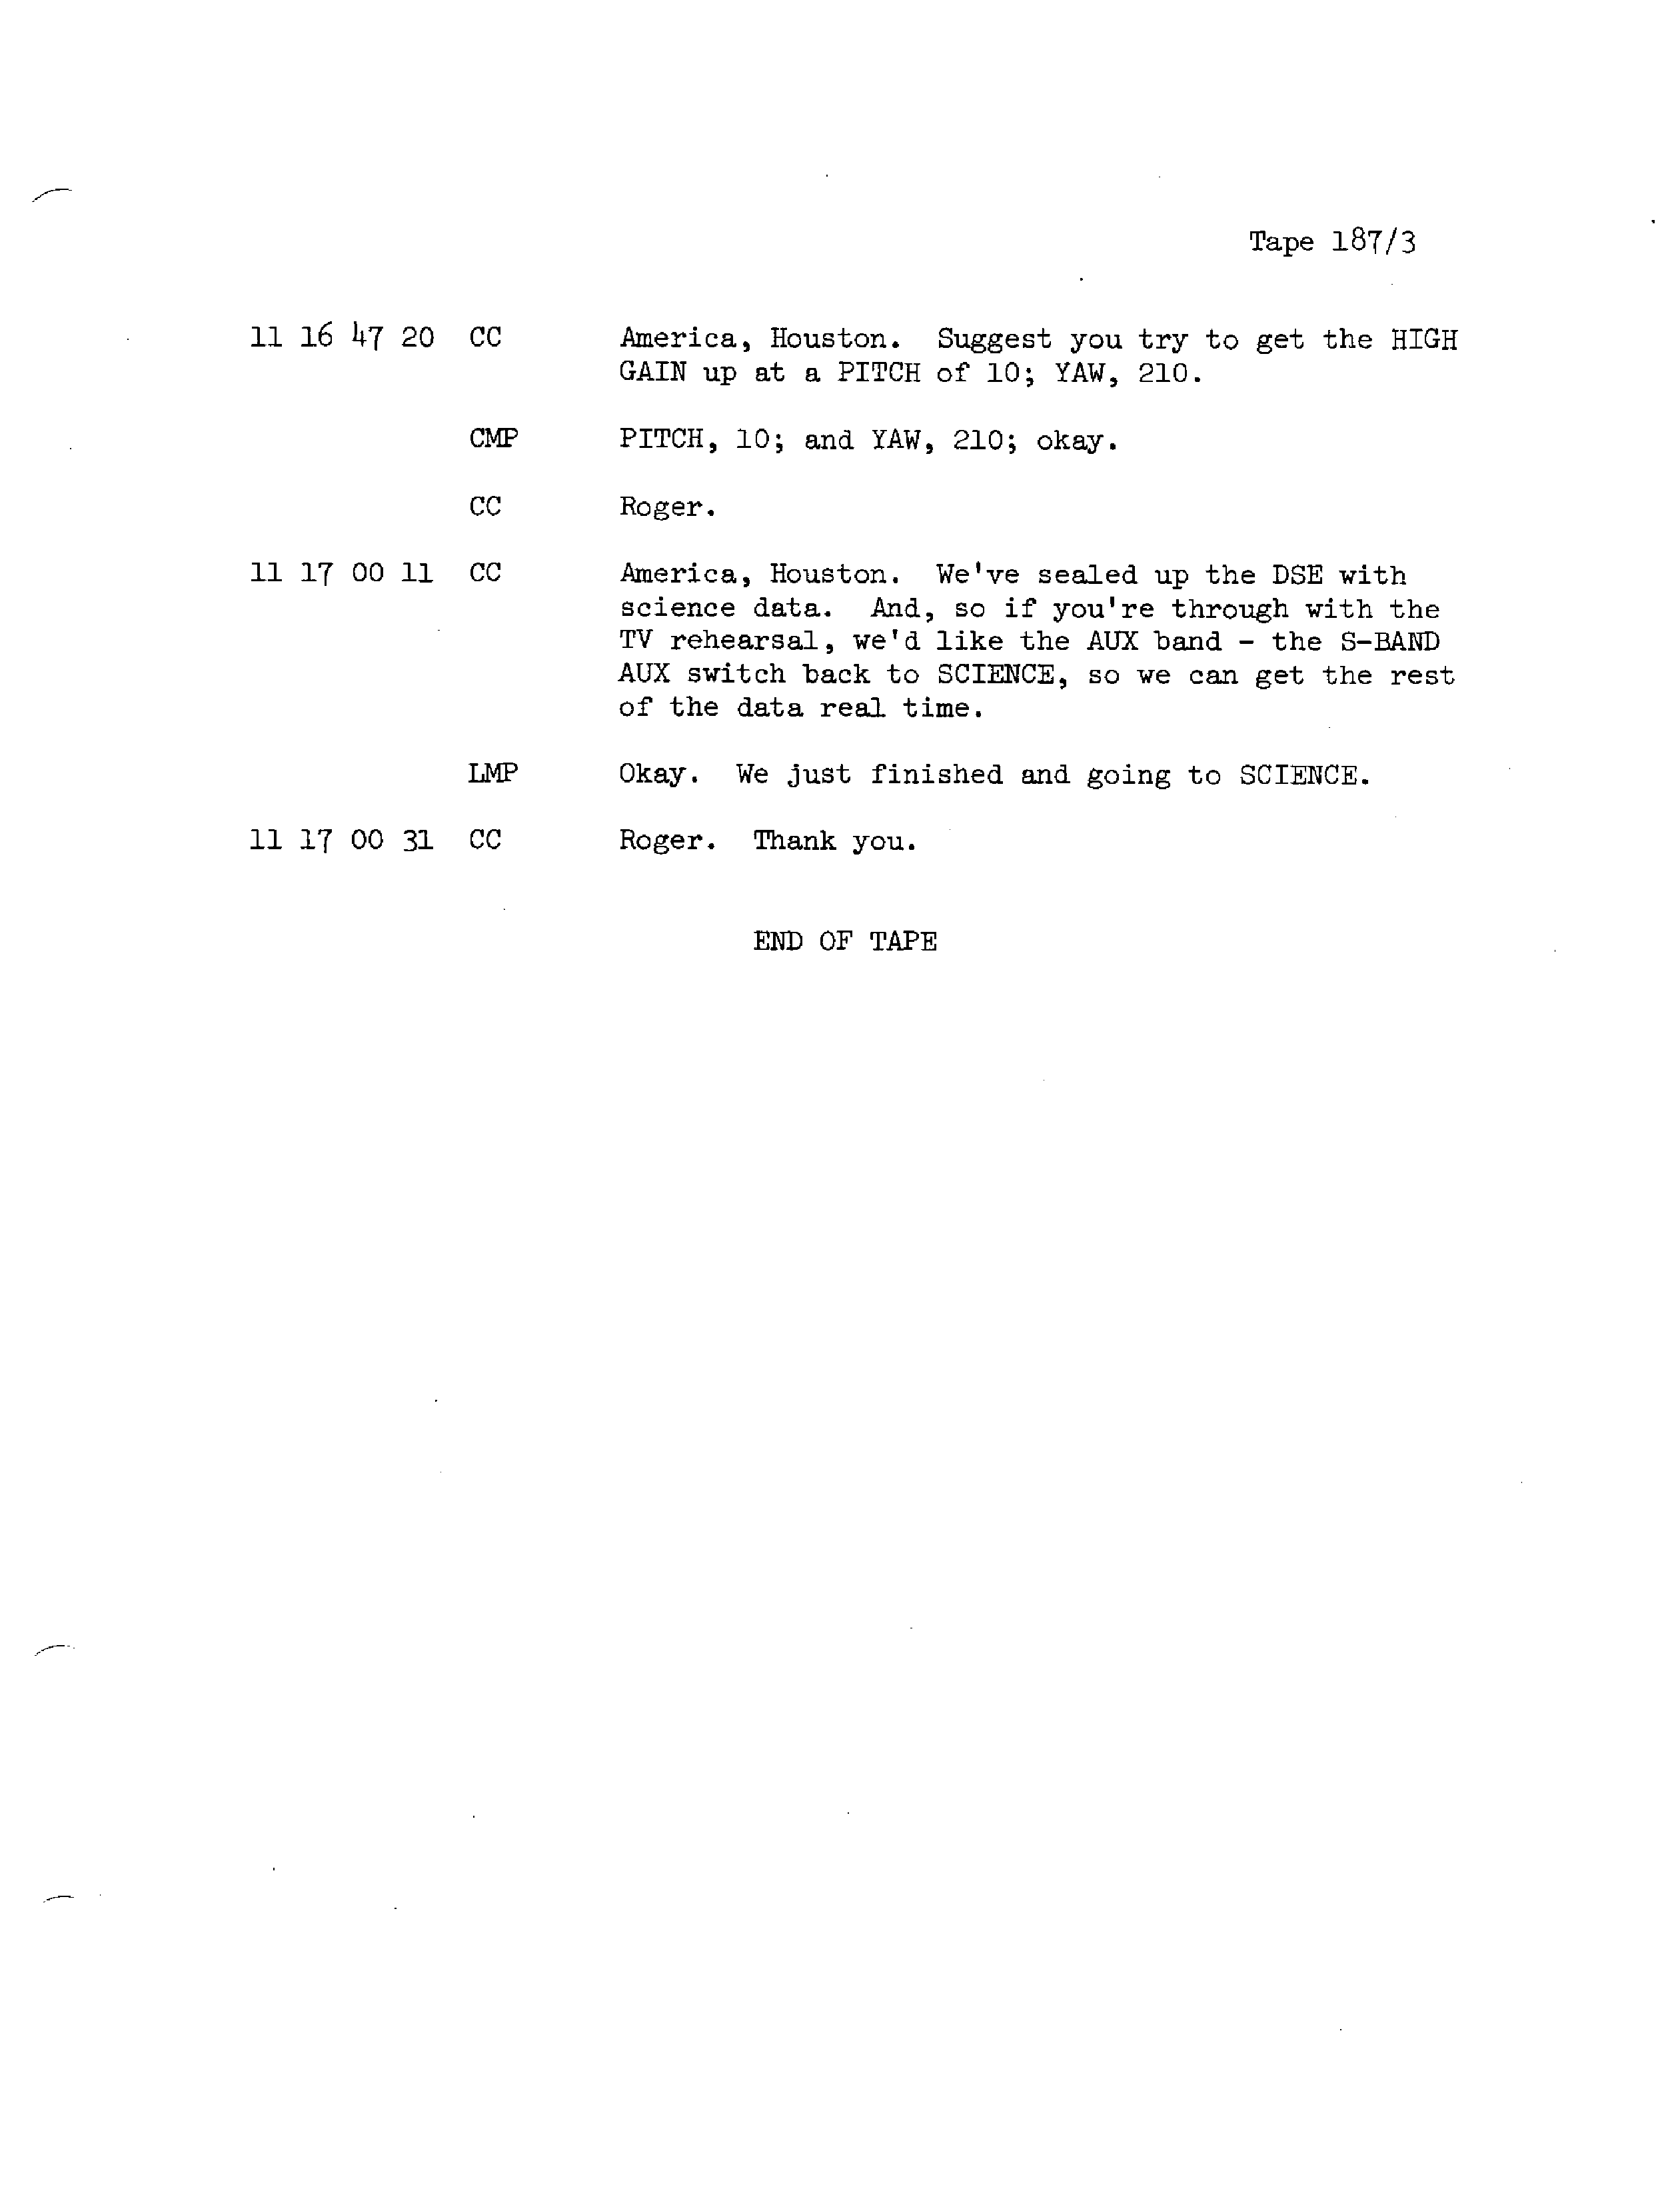 Tape 187/3
11 16 47 20 CC America, Houston. Suggest you try to get the HIGH
GAIN up at a PITCH of 10; YAW, 210.
CMP PITCH, 10; and YAW, 210; okay.
CC Roger.
11 17 00 11 CC America, Houston. We've sealed up the DSE with
science data. And, so if you're through with the
TV rehearsal, we'd like the AUX band - the S-BAND
AUX switch back to SCIENCE, so we can get the rest
of the data real time.
LMP Okay. We just finished and going to SCIENCE.
11 17 00 31 CC Roger. Thank you.
END OF TAPE